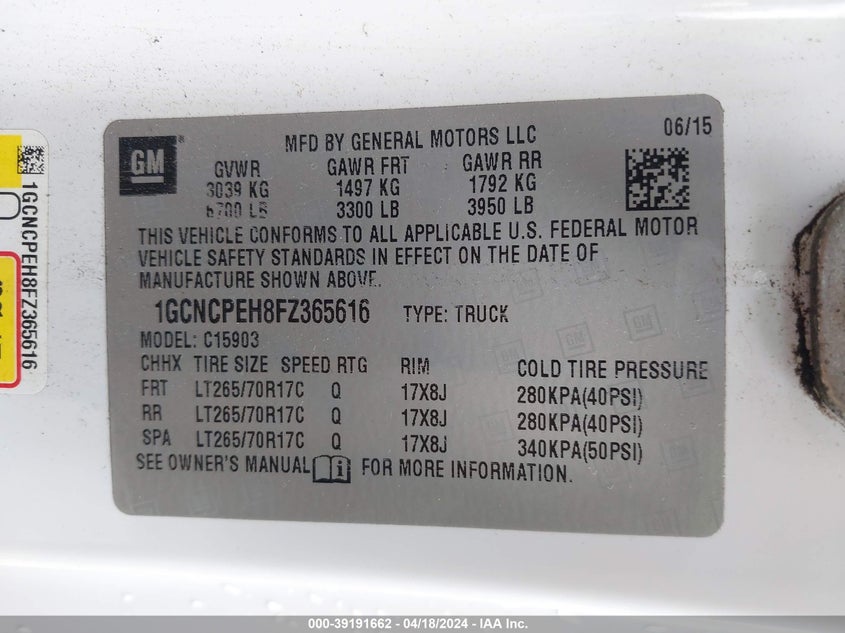 MFD BY GENERAL MOTORS LLC 06/15
GM
GVWR GAWR FRT GAWR RR
3039 KG 1497 KG 1792 KG
6700 LB 3300 LB 3950 LB
THIS VEHICLE CONFORMS TO ALL APPLICABLE U.S. FEDERAL MOTOR
VEHICLE SAFETY STANDARDS IN EFFECT ON THE DATE OF
MANUFACTURE SHOWN ABOVE.
1GCNCPEH8FZ365616 TYPE: TRUCK
MODEL: C15903
CHHX TIRE SIZE SPEED RTG RIM COLD TIRE PRESSURE
FRT LT265/70R17C Q 17X8J 280KPA(40PSI)
RR LT265/70R17C Q 17X8J 280KPA(40PSI)
SPA LT265/70R17C Q 17X8J 340KPA(50PSI)
SEE OWNER'S MANUAL i FOR MORE INFORMATION.
1GCNCPEH8FZ365616
000-39191662 - 04/18/2024 - IAA Inc.